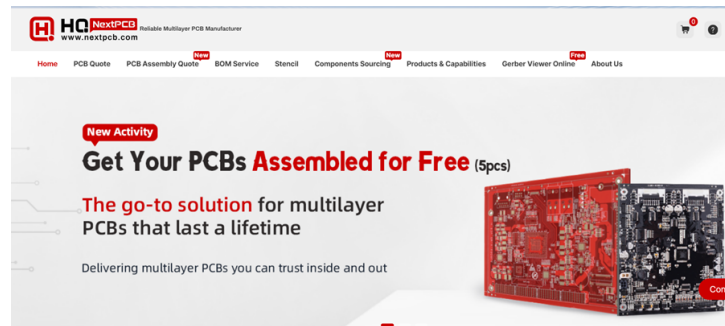 HQ NextPCB
www.nextpcb.com
Reliable Multilayer PCB Manufacturer
0
?
New
New
Free
Home PCB Quote PCB Assembly Quote BOM Service Stencil Components Sourcing Products & Capabilities Gerber Viewer Online About Us
New Activity
Get Your PCBs Assembled for Free (5pcs)
The go-to solution for multilayer
PCBs that last a lifetime
Delivering multilayer PCBs you can trust inside and out